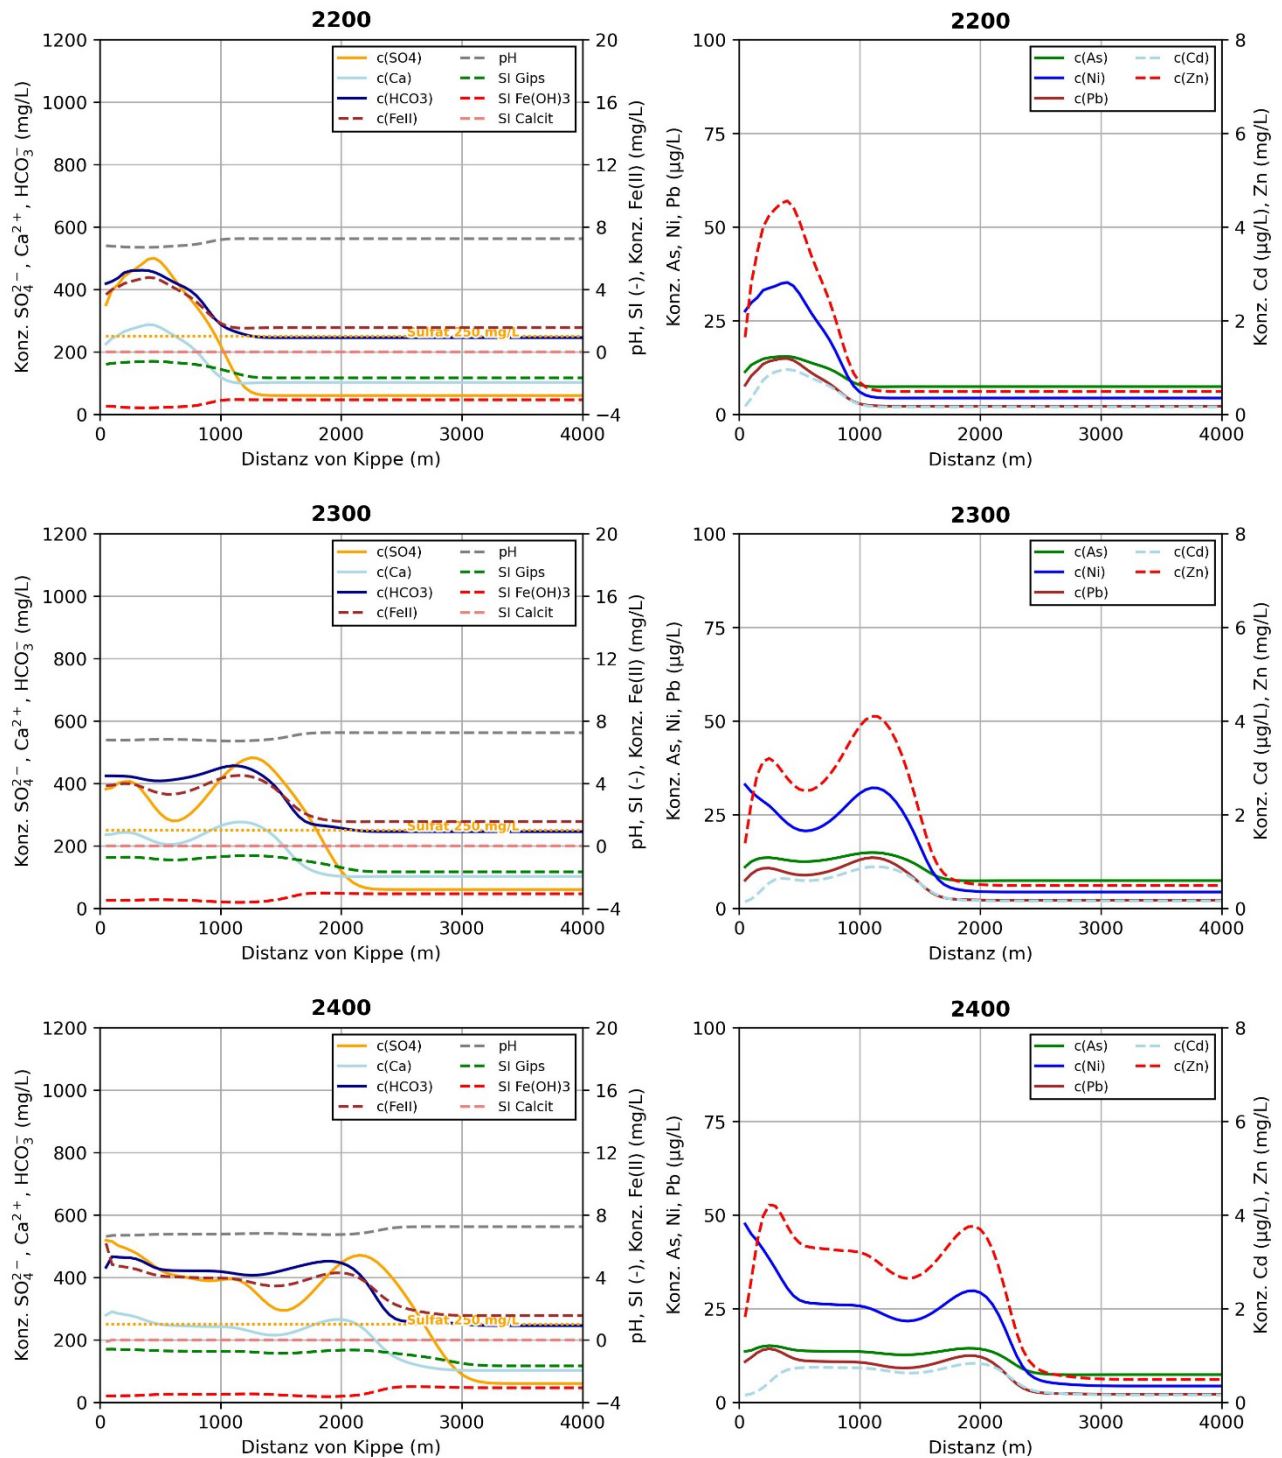 2200
1200
1000
800
600
400
200
0
Konz. SO₄²⁻, Ca²⁺, HCO₃⁻ (mg/L)
c(SO4)
c(Ca)
c(HCO3)
c(FeII)
pH
SI Gips
SI Fe(OH)3
SI Calcit
Sulfat 250 mg/L
20
16
12
8
4
0
−4
pH, SI (-), Konz. Fe(II) (mg/L)
0 1000 2000 3000 4000
Distanz von Kippe (m)
2200
100
75
50
25
0
Konz. As, Ni, Pb (µg/L)
c(As)
c(Ni)
c(Pb)
c(Cd)
c(Zn)
8
6
4
2
0
Konz. Cd (µg/L), Zn (mg/L)
0 1000 2000 3000 4000
Distanz (m)
2300
1200
1000
800
600
400
200
0
Konz. SO₄²⁻, Ca²⁺, HCO₃⁻ (mg/L)
c(SO4)
c(Ca)
c(HCO3)
c(FeII)
pH
SI Gips
SI Fe(OH)3
SI Calcit
Sulfat 250 mg/L
20
16
12
8
4
0
−4
pH, SI (-), Konz. Fe(II) (mg/L)
0 1000 2000 3000 4000
Distanz von Kippe (m)
2300
100
75
50
25
0
Konz. As, Ni, Pb (µg/L)
c(As)
c(Ni)
c(Pb)
c(Cd)
c(Zn)
8
6
4
2
0
Konz. Cd (µg/L), Zn (mg/L)
0 1000 2000 3000 4000
Distanz (m)
2400
1200
1000
800
600
400
200
0
Konz. SO₄²⁻, Ca²⁺, HCO₃⁻ (mg/L)
c(SO4)
c(Ca)
c(HCO3)
c(FeII)
pH
SI Gips
SI Fe(OH)3
SI Calcit
Sulfat 250 mg/L
20
16
12
8
4
0
−4
pH, SI (-), Konz. Fe(II) (mg/L)
0 1000 2000 3000 4000
Distanz von Kippe (m)
2400
100
75
50
25
0
Konz. As, Ni, Pb (µg/L)
c(As)
c(Ni)
c(Pb)
c(Cd)
c(Zn)
8
6
4
2
0
Konz. Cd (µg/L), Zn (mg/L)
0 1000 2000 3000 4000
Distanz (m)